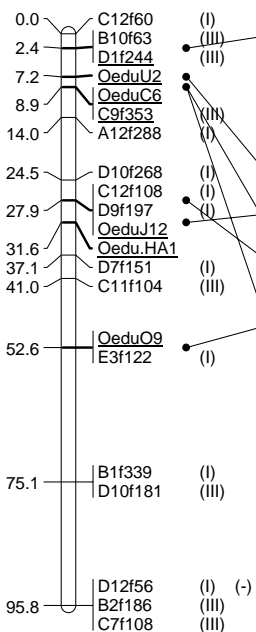 0.0 C12f60 (I)
B10f63 (III)
2.4 D1f244 (III)
7.2 OeduU2
OeduC6
8.9 C9f353 (III)
14.0 A12f288 (I)
24.5 D10f268 (I)
C12f108 (I)
27.9 D9f197 (I)
OeduJ12
31.6 Oedu.HA1
37.1 D7f151 (I)
41.0 C11f104 (III)
OeduO9
52.6 E3f122 (I)
B1f339 (I)
75.1 D10f181 (III)
D12f56 (I) (-)
95.8 B2f186 (III)
C7f108 (III)